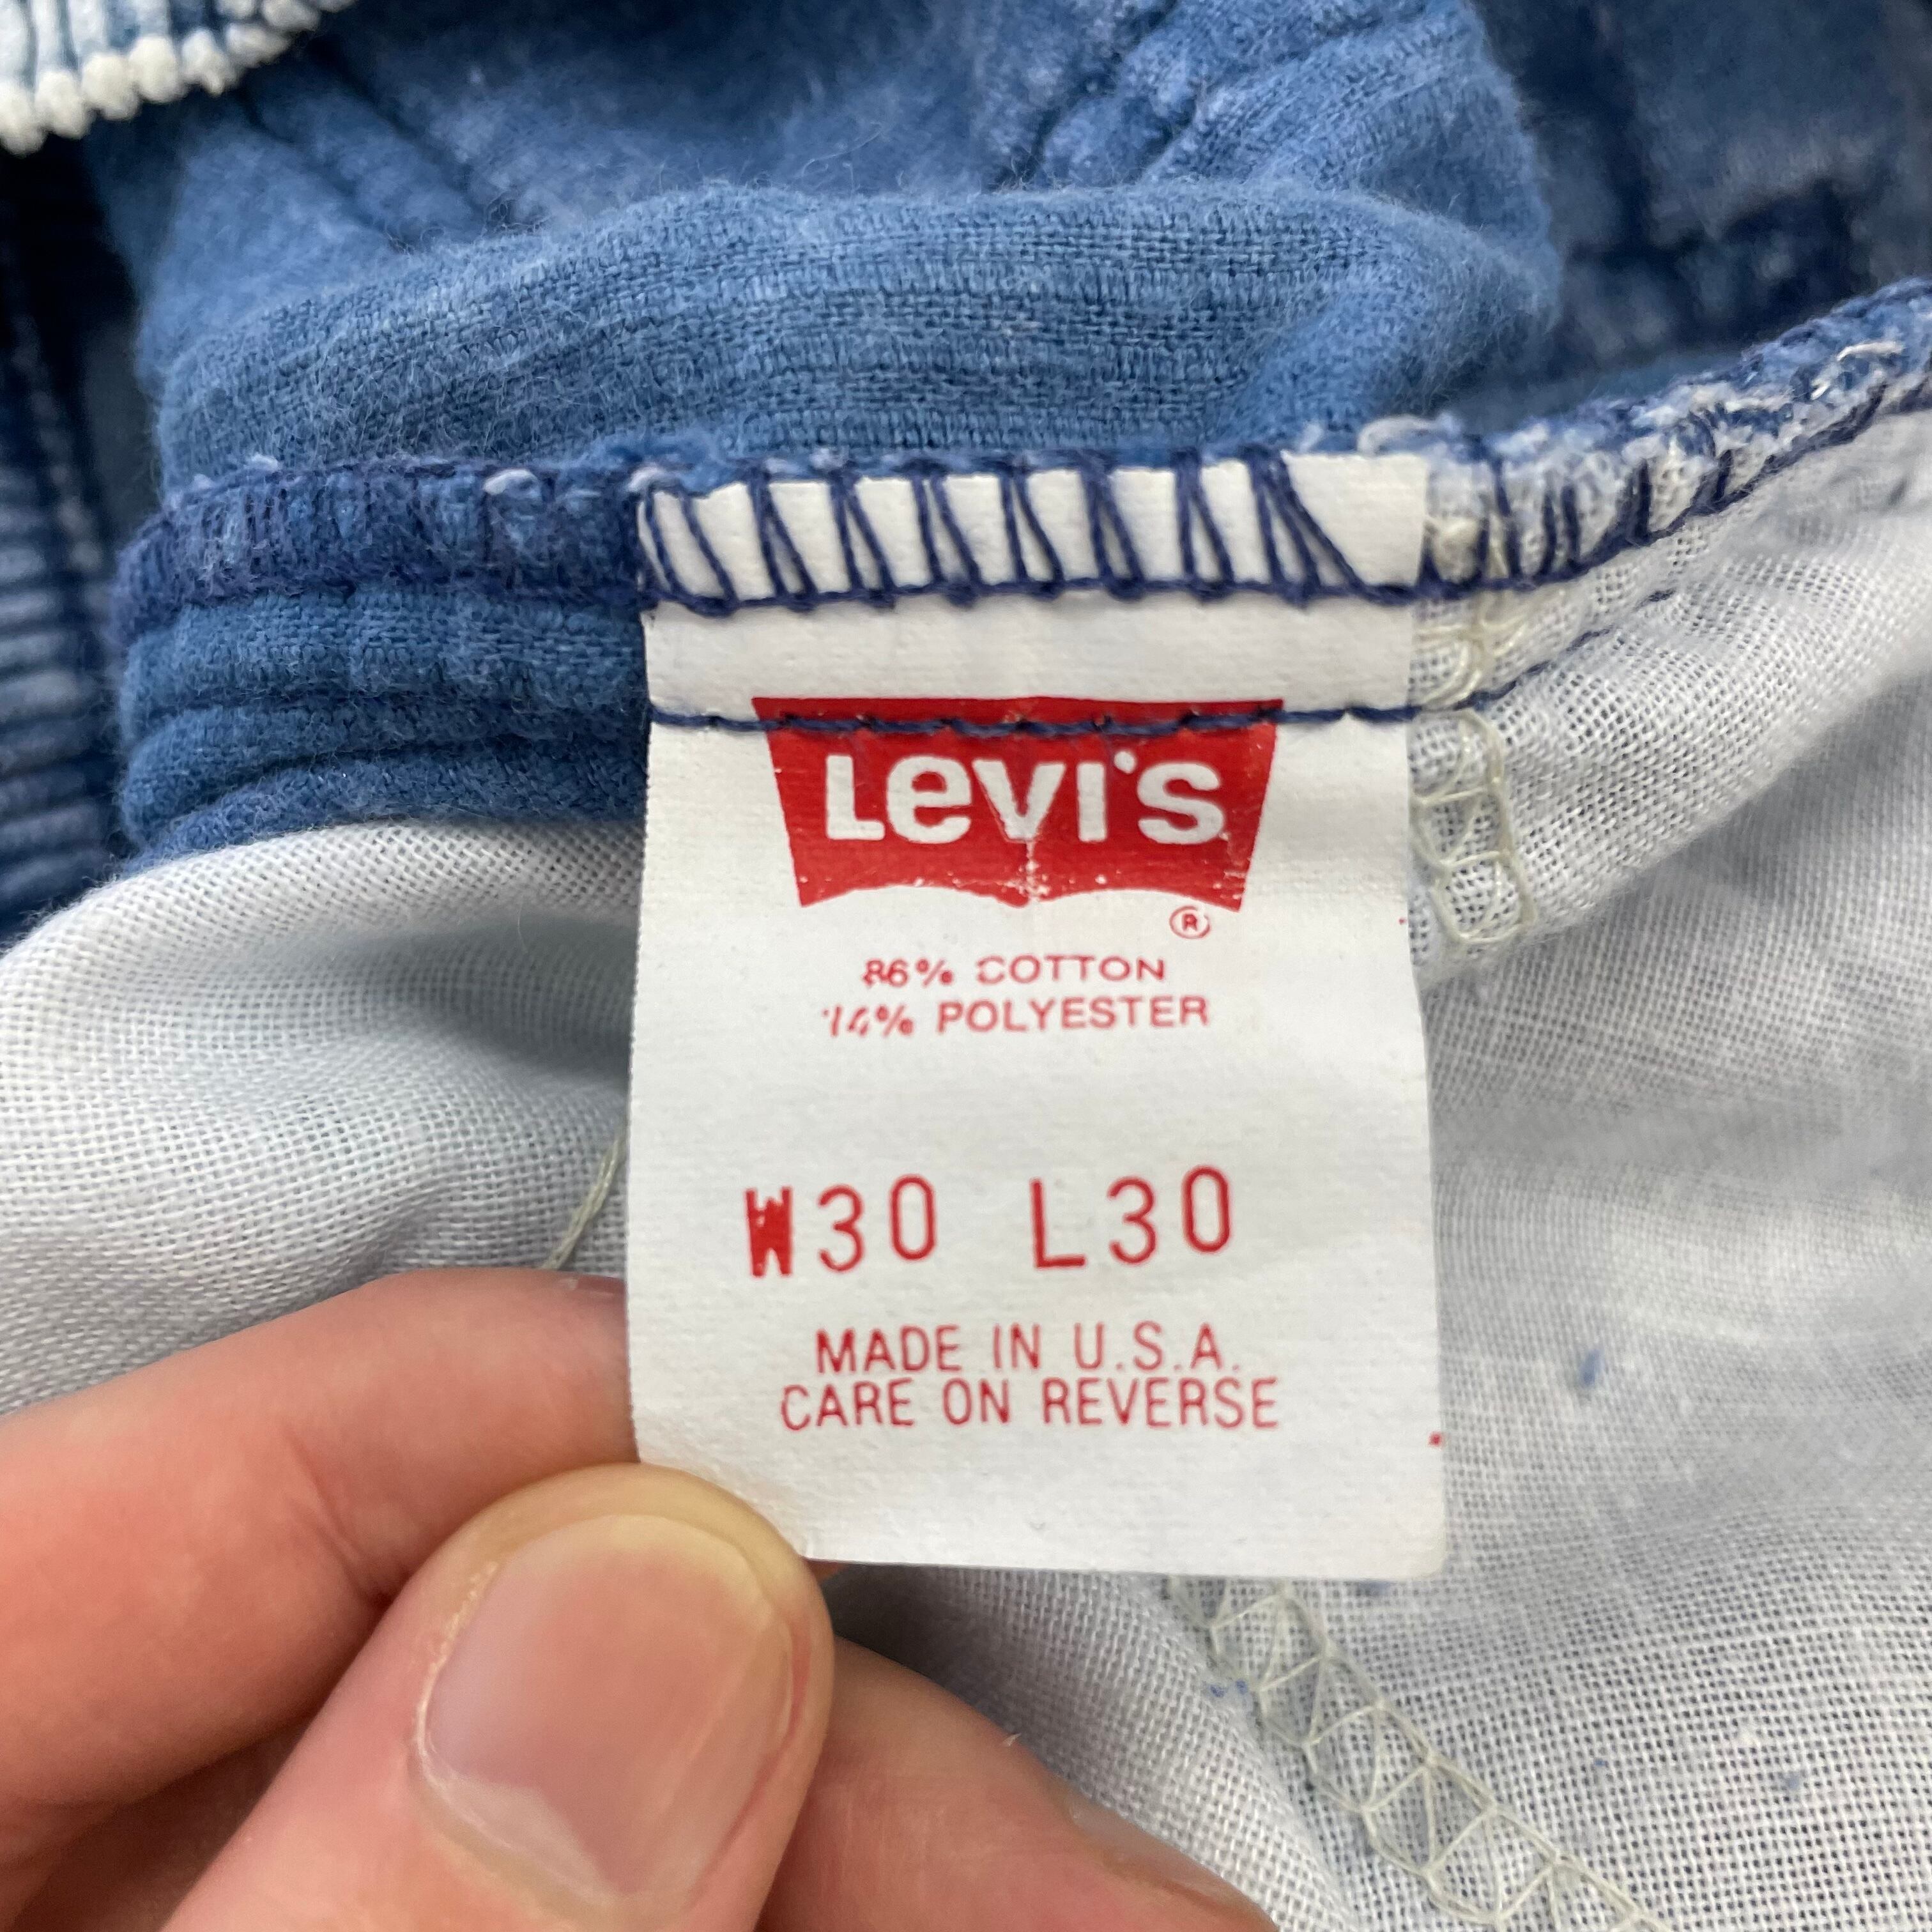 Levi's
®
86% COTTON
14% POLYESTER
W30 L30
MADE IN U.S.A.
CARE ON REVERSE